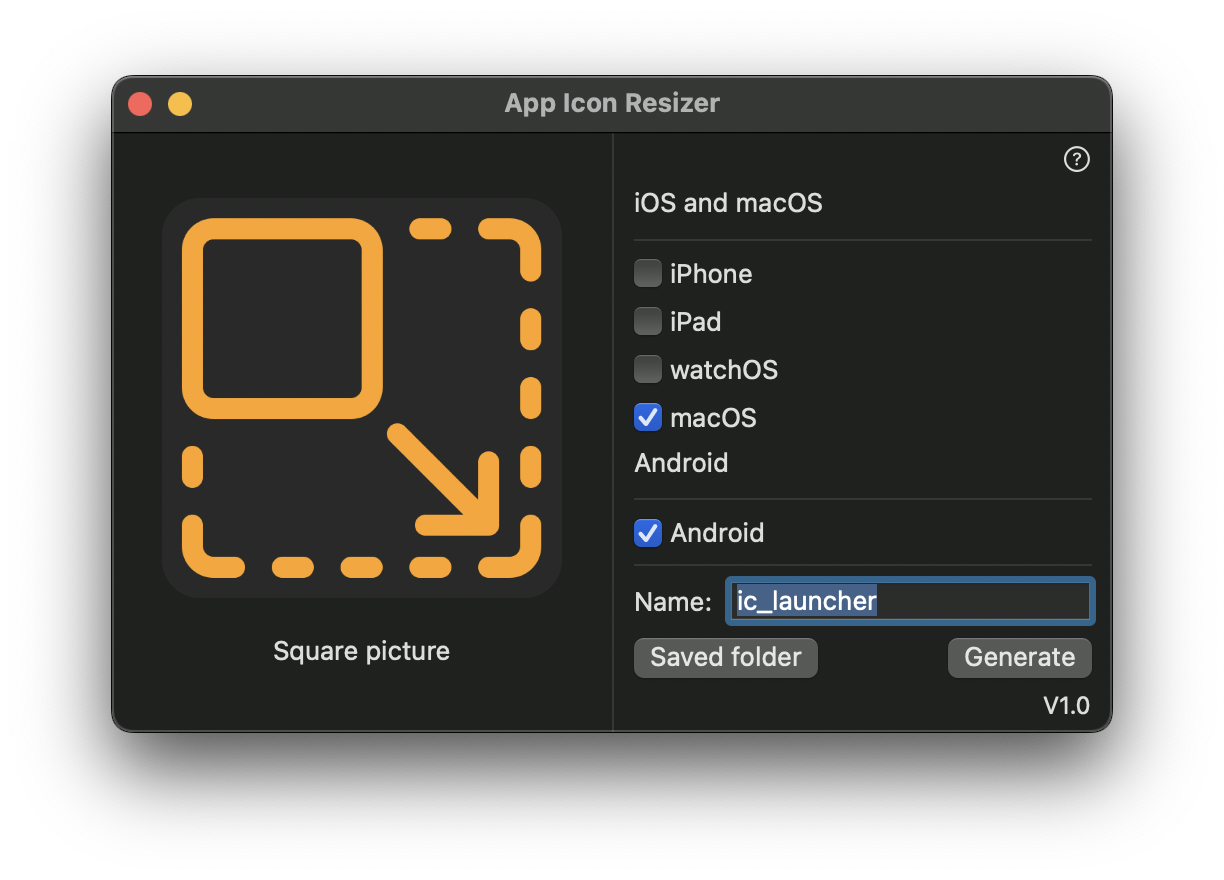 App Icon Resizer
?
Square picture
iOS and macOS
iPhone
iPad
watchOS
macOS
Android
Android
Name: ic_launcher
Saved folder
Generate
V1.0